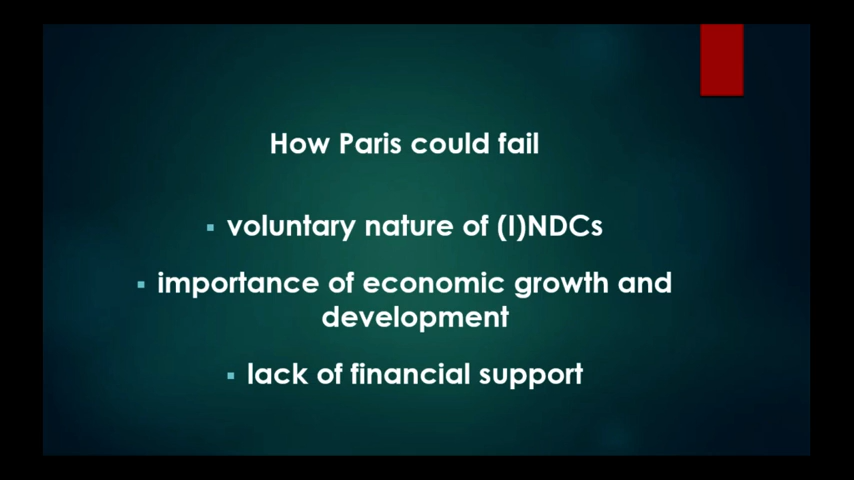 How Paris could fail
▪ voluntary nature of (I)NDCs
▪ importance of economic growth and
development
▪ lack of financial support